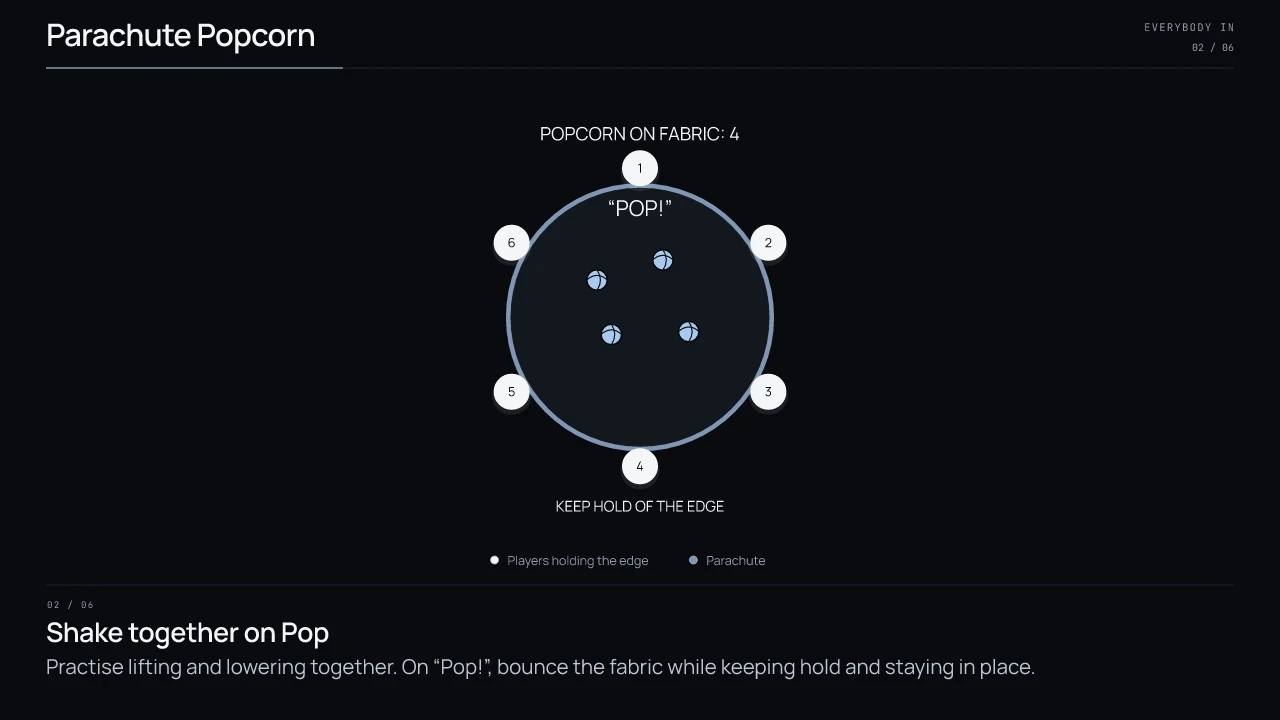 Parachute Popcorn
EVERYBODY IN
02 / 06
POPCORN ON FABRIC: 4
1
“POP!”
6
2
5
3
4
KEEP HOLD OF THE EDGE
Players holding the edge
Parachute
02 / 06
Shake together on Pop
Practise lifting and lowering together. On “Pop!”, bounce the fabric while keeping hold and staying in place.